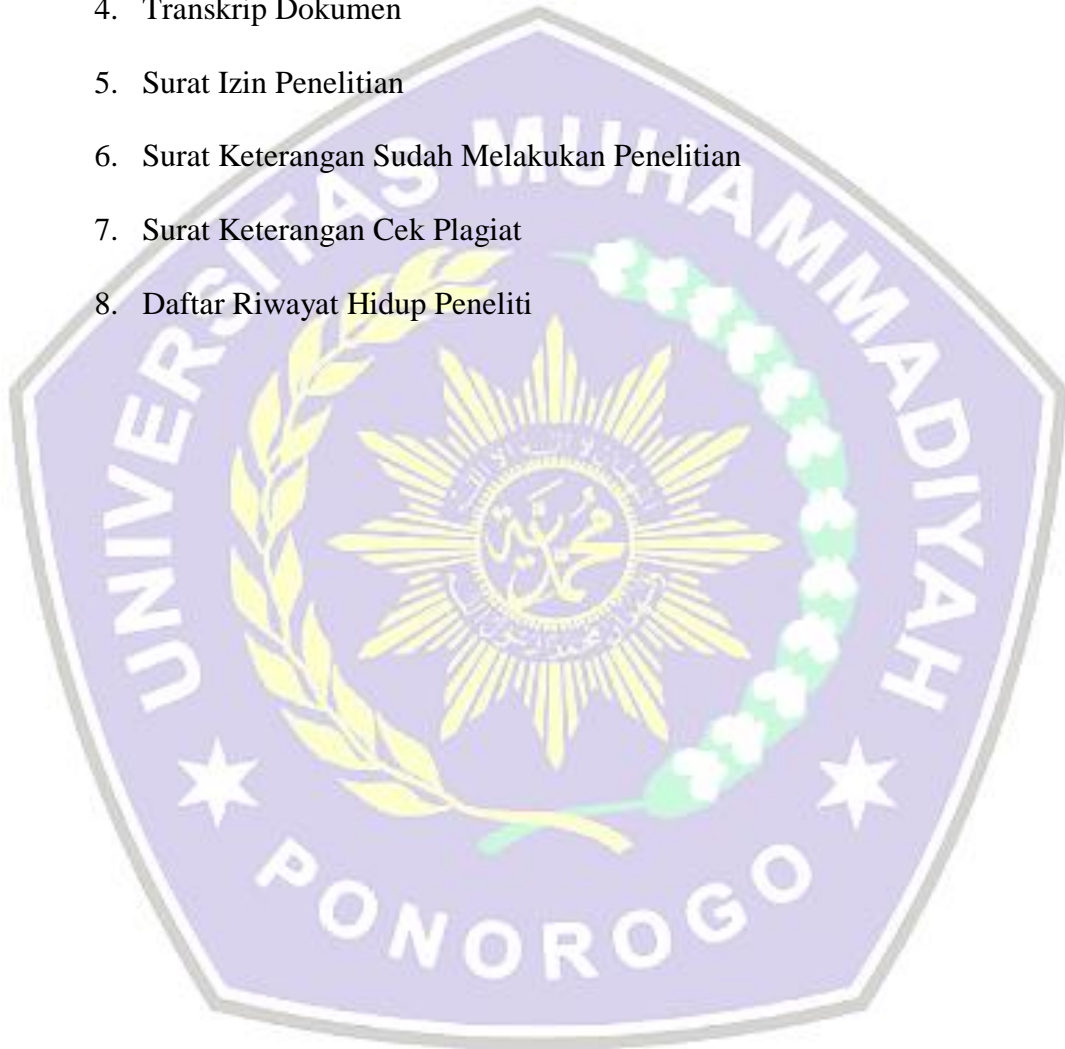 4. Transkrip Dokumen
5. Surat Izin Penelitian
6. Surat Keterangan Sudah Melakukan Penelitian
7. Surat Keterangan Cek Plagiat
8. Daftar Riwayat Hidup Peneliti
UNIVERSITAS MUHAMMADIYAH
PONOROGO